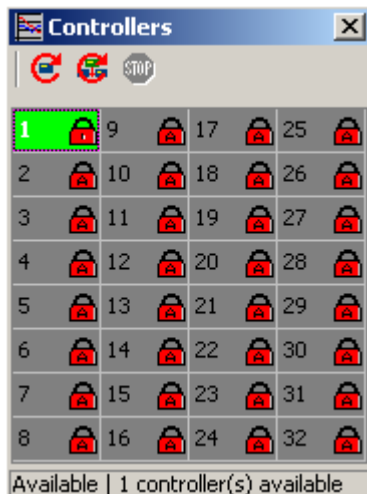 Controllers
STOP
1 9 17 25
2 10 18 26
3 11 19 27
4 12 20 28
5 13 21 29
6 14 22 30
7 15 23 31
8 16 24 32
Available | 1 controller(s) available